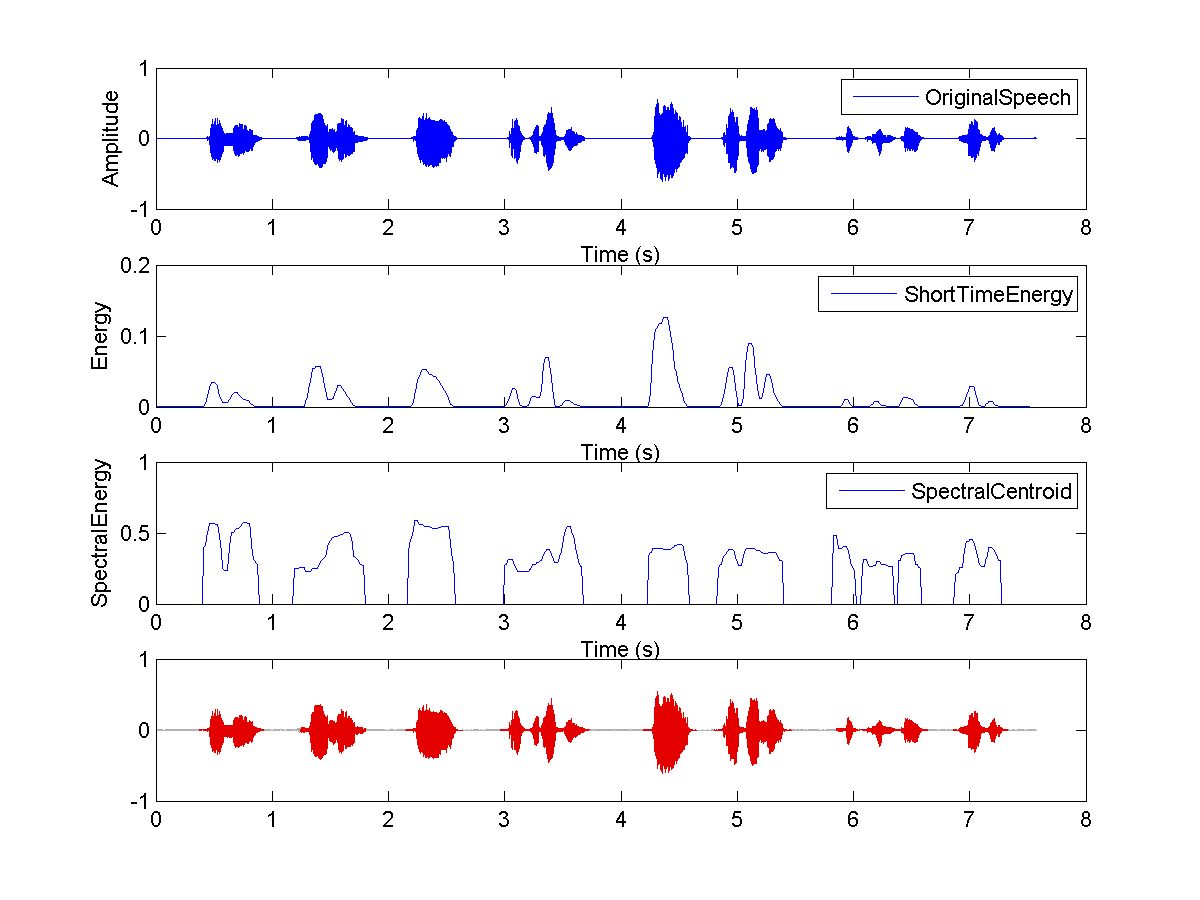 1
0
-1
Amplitude
OriginalSpeech
0 1 2 3 4 5 6 7 8
Time (s)
0.2
0.1
0
Energy
ShortTimeEnergy
0 1 2 3 4 5 6 7 8
Time (s)
1
0.5
0
SpectralEnergy
SpectralCentroid
0 1 2 3 4 5 6 7 8
Time (s)
1
0
-1
0 1 2 3 4 5 6 7 8